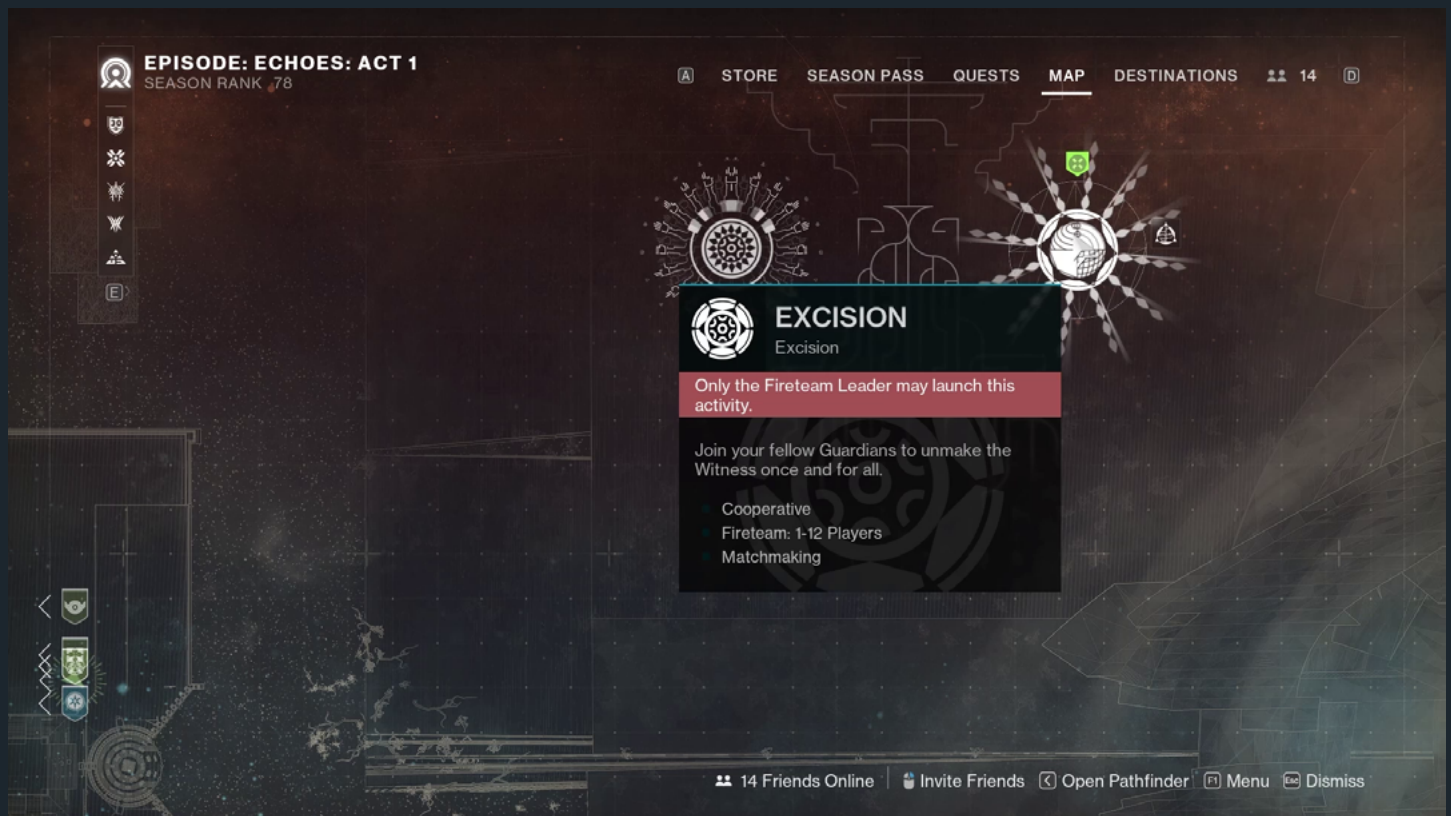 EPISODE: ECHOES: ACT 1
SEASON RANK 78
A STORE SEASON PASS QUESTS MAP DESTINATIONS 14 D
30
E
EXCISION
Excision
Only the Fireteam Leader may launch this
activity.
Join your fellow Guardians to unmake the
Witness once and for all.
Cooperative
Fireteam: 1-12 Players
Matchmaking
14 Friends Online Invite Friends < Open Pathfinder F1 Menu Esc Dismiss